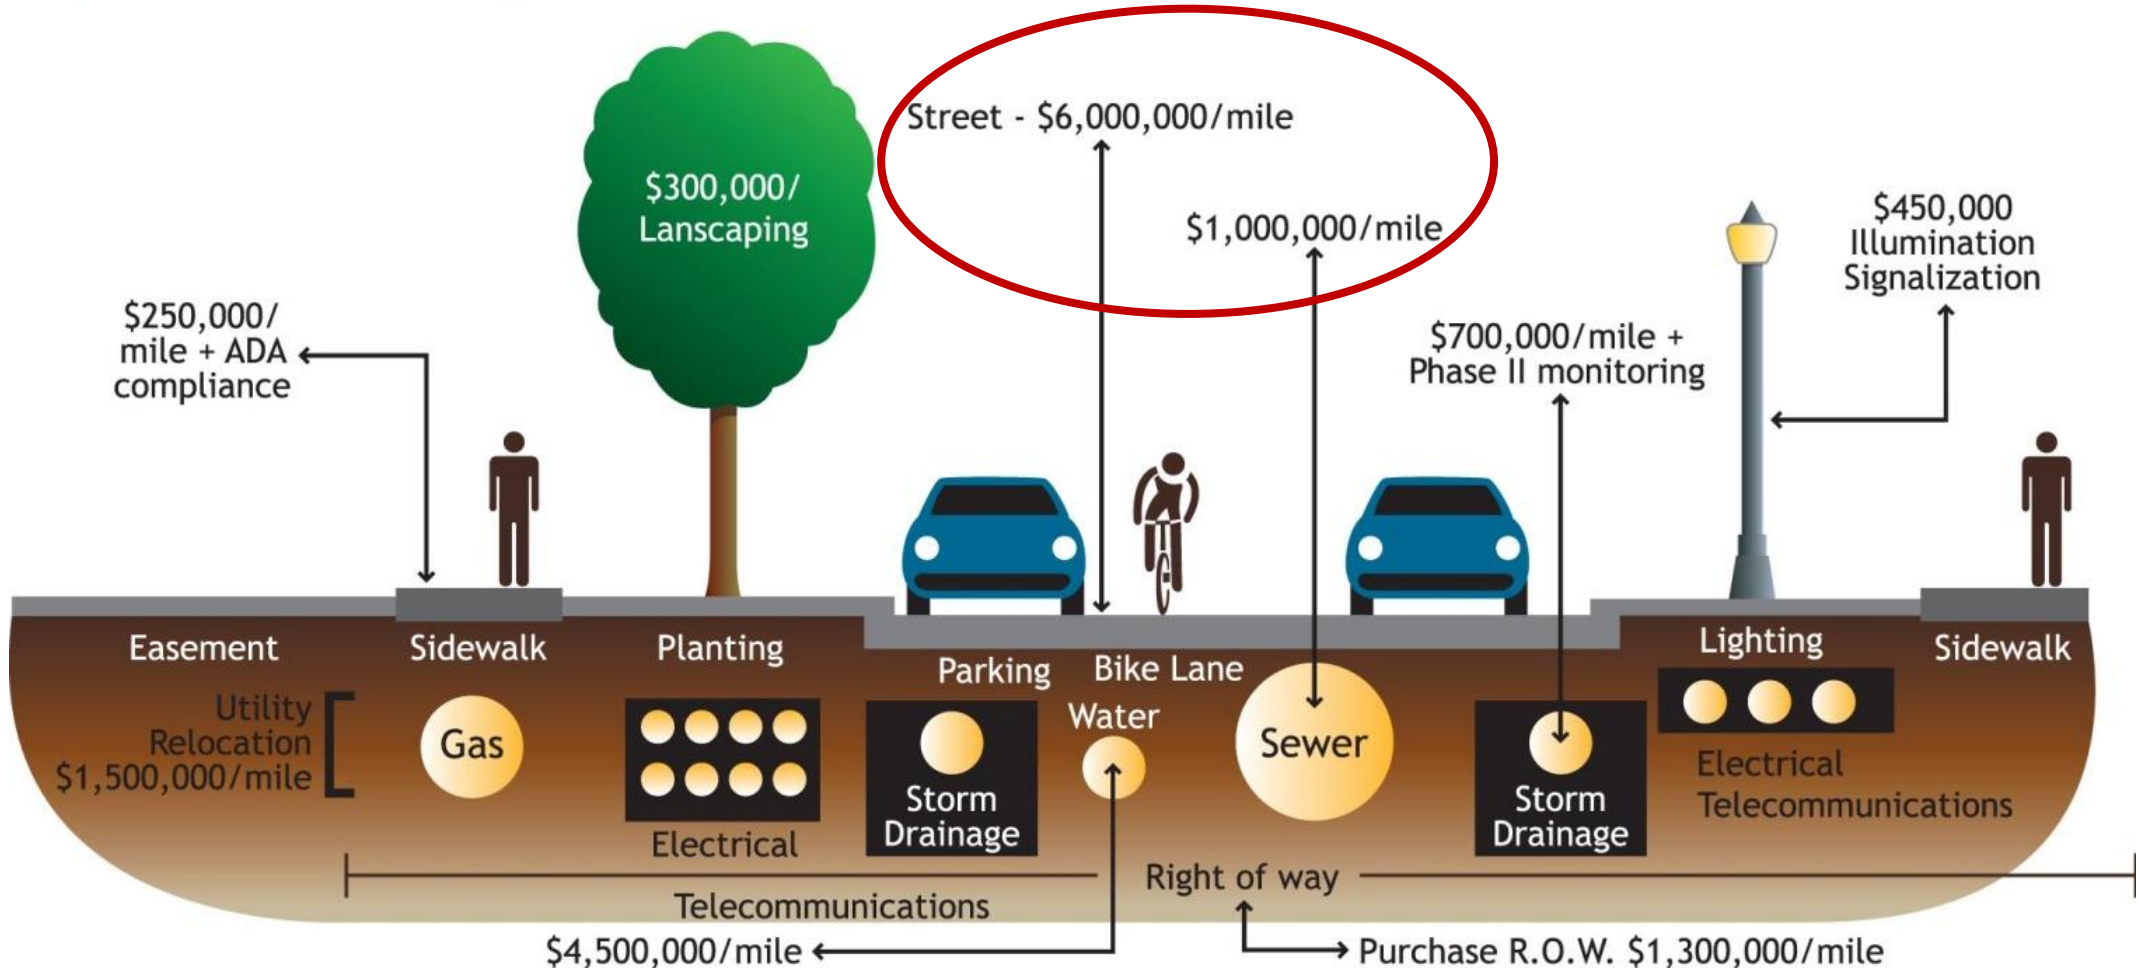 Street - $6,000,000/mile
$300,000/
Lanscaping
$1,000,000/mile
$450,000
Illumination
Signalization
$250,000/
mile + ADA
compliance
$700,000/mile +
Phase II monitoring
Easement
Sidewalk
Planting
Parking
Bike Lane
Lighting
Sidewalk
Utility
Relocation
$1,500,000/mile
Gas
Electrical
Storm
Drainage
Water
Sewer
Storm
Drainage
Electrical
Telecommunications
Right of way
Telecommunications
$4,500,000/mile
Purchase R.O.W. $1,300,000/mile